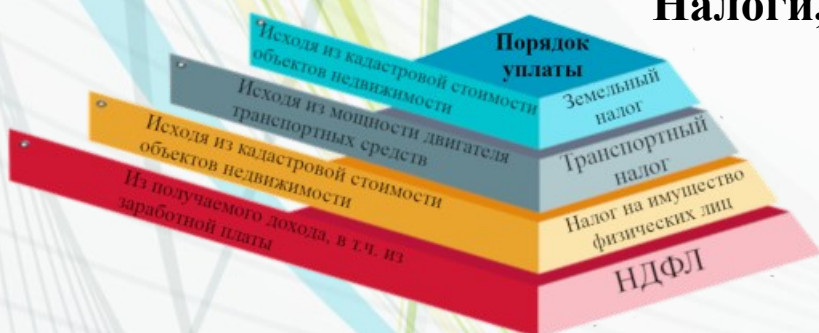 Налоги,
Порядок
уплаты
Исходя из кадастровой стоимости
объектов недвижимости
Земельный
налог
Исходя из мощности двигателя
транспортных средств
Транспортный
налог
Исходя из кадастровой стоимости
объектов недвижимости
Налог на имущество
физических лиц
Из получаемого дохода, в т.ч. из
заработной платы
НДФЛ